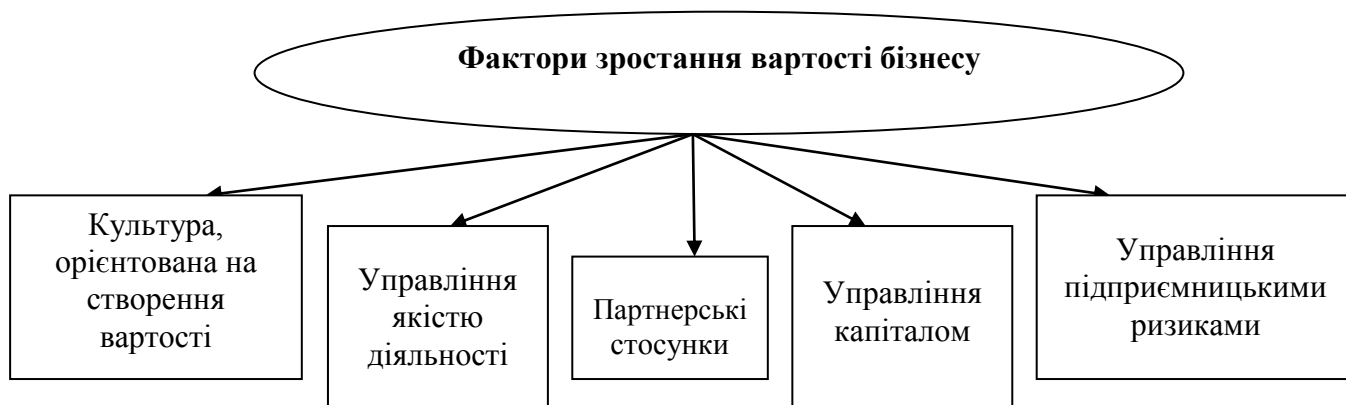 Фактори зростання вартості бізнесу
Культура,
орієнтована на
створення
вартості
Управління
якістю
діяльності
Партнерські
стосунки
Управління
капіталом
Управління
підприємницькими
ризиками